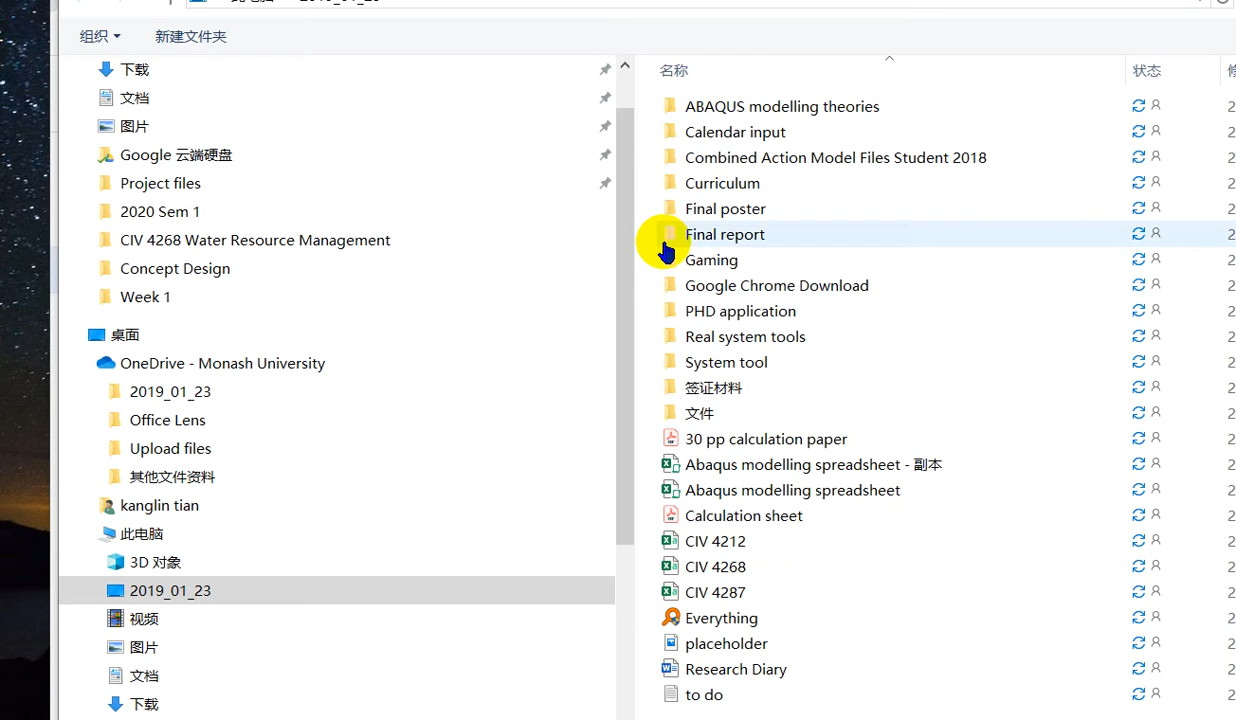 组织
新建文件夹
下载
文档
图片
Google 云端硬盘
Project files
2020 Sem 1
CIV 4268 Water Resource Management
Concept Design
Week 1
桌面
OneDrive - Monash University
2019_01_23
Office Lens
Upload files
其他文件资料
kanglin tian
此电脑
3D 对象
2019_01_23
视频
图片
文档
下载
名称
状态
ABAQUS modelling theories
Calendar input
Combined Action Model Files Student 2018
Curriculum
Final poster
Final report
Gaming
Google Chrome Download
PHD application
Real system tools
System tool
签证材料
文件
30 pp calculation paper
Abaqus modelling spreadsheet - 副本
Abaqus modelling spreadsheet
Calculation sheet
CIV 4212
CIV 4268
CIV 4287
Everything
placeholder
Research Diary
to do